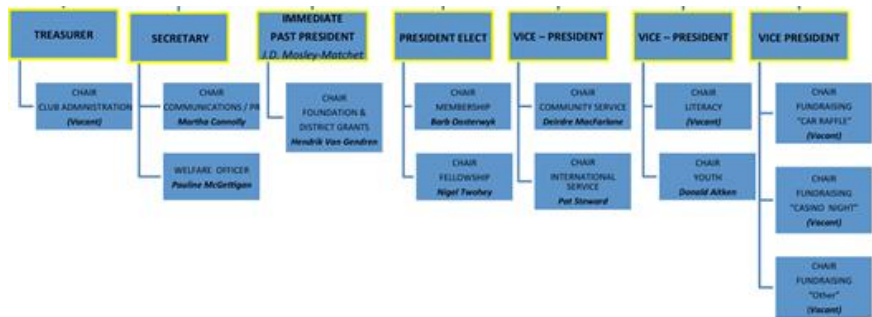 TREASURER
CHAIR
CLUB ADMINISTRATION
(Vacant)
SECRETARY
CHAIR
COMMUNICATIONS / PR
Martha Connolly
WELFARE OFFICER
Pauline McGettigan
IMMEDIATE
PAST PRESIDENT
J.D. Mosley-Matchet
CHAIR
FOUNDATION &
DISTRICT GRANTS
Hendrik Van Gendren
PRESIDENT ELECT
CHAIR
MEMBERSHIP
Barb Oosterwyk
CHAIR
FELLOWSHIP
Nigel Twohey
VICE – PRESIDENT
CHAIR
COMMUNITY SERVICE
Deirdre MacFarlane
CHAIR
INTERNATIONAL
SERVICE
Pat Steward
VICE – PRESIDENT
CHAIR
LITERACY
(Vacant)
CHAIR
YOUTH
Donald Aitken
VICE PRESIDENT
CHAIR
FUNDRAISING
"CAR RAFFLE"
(Vacant)
CHAIR
FUNDRAISING
"CASINO NIGHT"
(Vacant)
CHAIR
FUNDRAISING
"Other"
(Vacant)